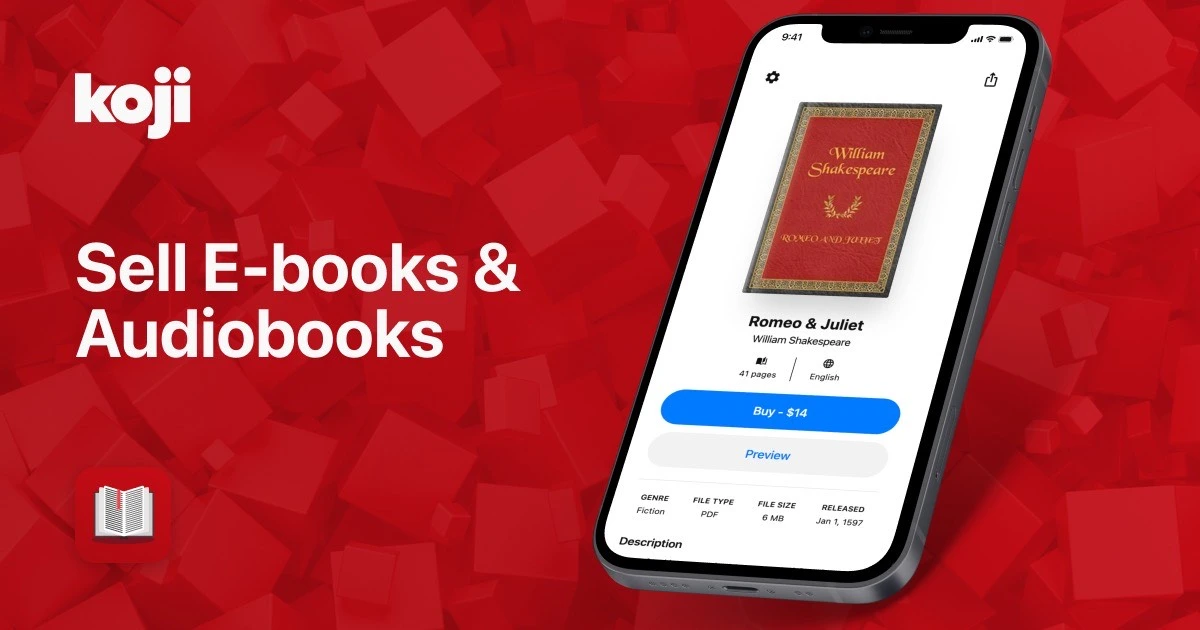 koji
Sell E-books &
Audiobooks
9:41
William
Shakespeare
ROMEO AND JULIET
Romeo & Juliet
William Shakespeare
41 pages
English
Buy - $14
Preview
GENRE
Fiction
FILE TYPE
PDF
FILE SIZE
6 MB
RELEASED
Jan 1, 1597
Description